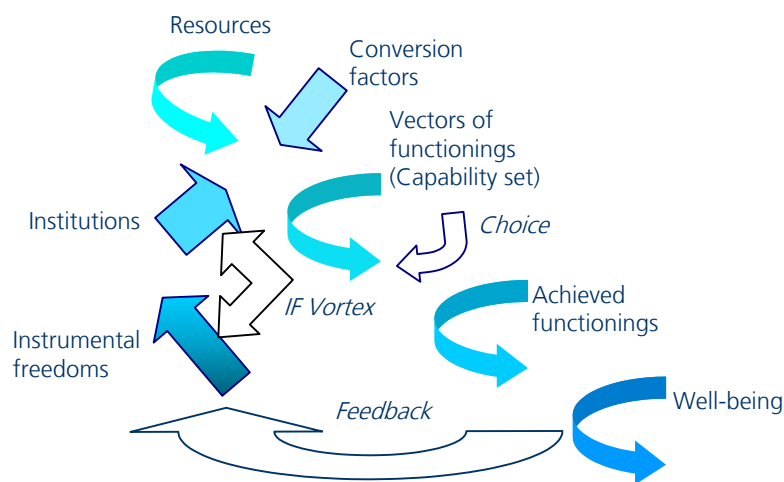 Resources
Conversion
factors
Vectors of
functionings
(Capability set)
Choice
Institutions
IF Vortex
Achieved
functionings
Instrumental
freedoms
Feedback
Well-being